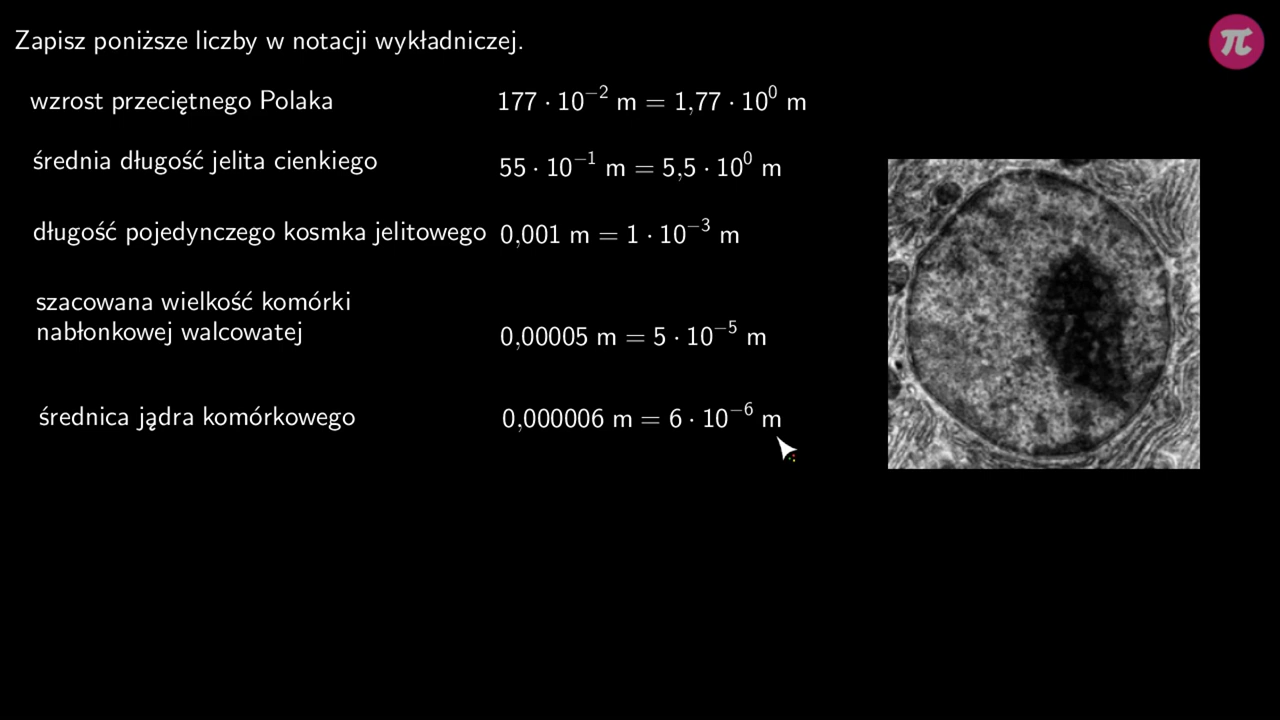 Zapisz poniższe liczby w notacji wykładniczej.
π
wzrost przeciętnego Polaka 177 · 10⁻² m = 1,77 · 10⁰ m
średnia długość jelita cienkiego 55 · 10⁻¹ m = 5,5 · 10⁰ m
długość pojedynczego kosmka jelitowego 0,001 m = 1 · 10⁻³ m
szacowana wielkość komórki
nabłonkowej walcowatej 0,00005 m = 5 · 10⁻⁵ m
średnica jądra komórkowego 0,000006 m = 6 · 10⁻⁶ m